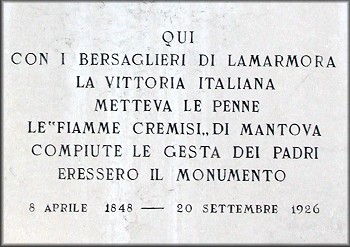 QUI
CON I BERSAGLIERI DI LAMARMORA
LA VITTORIA ITALIANA
METTEVA LE PENNE
LE "FIAMME CREMISI,, DI MANTOVA
COMPIUTE LE GESTA DEI PADRI
ERESSERO IL MONUMENTO
8 APRILE 1848 — 20 SETTEMBRE 1926